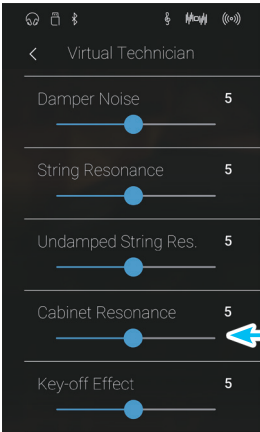 Virtual Technician
Damper Noise 5
String Resonance 5
Undamped String Res. 5
Cabinet Resonance 5
Key-off Effect 5